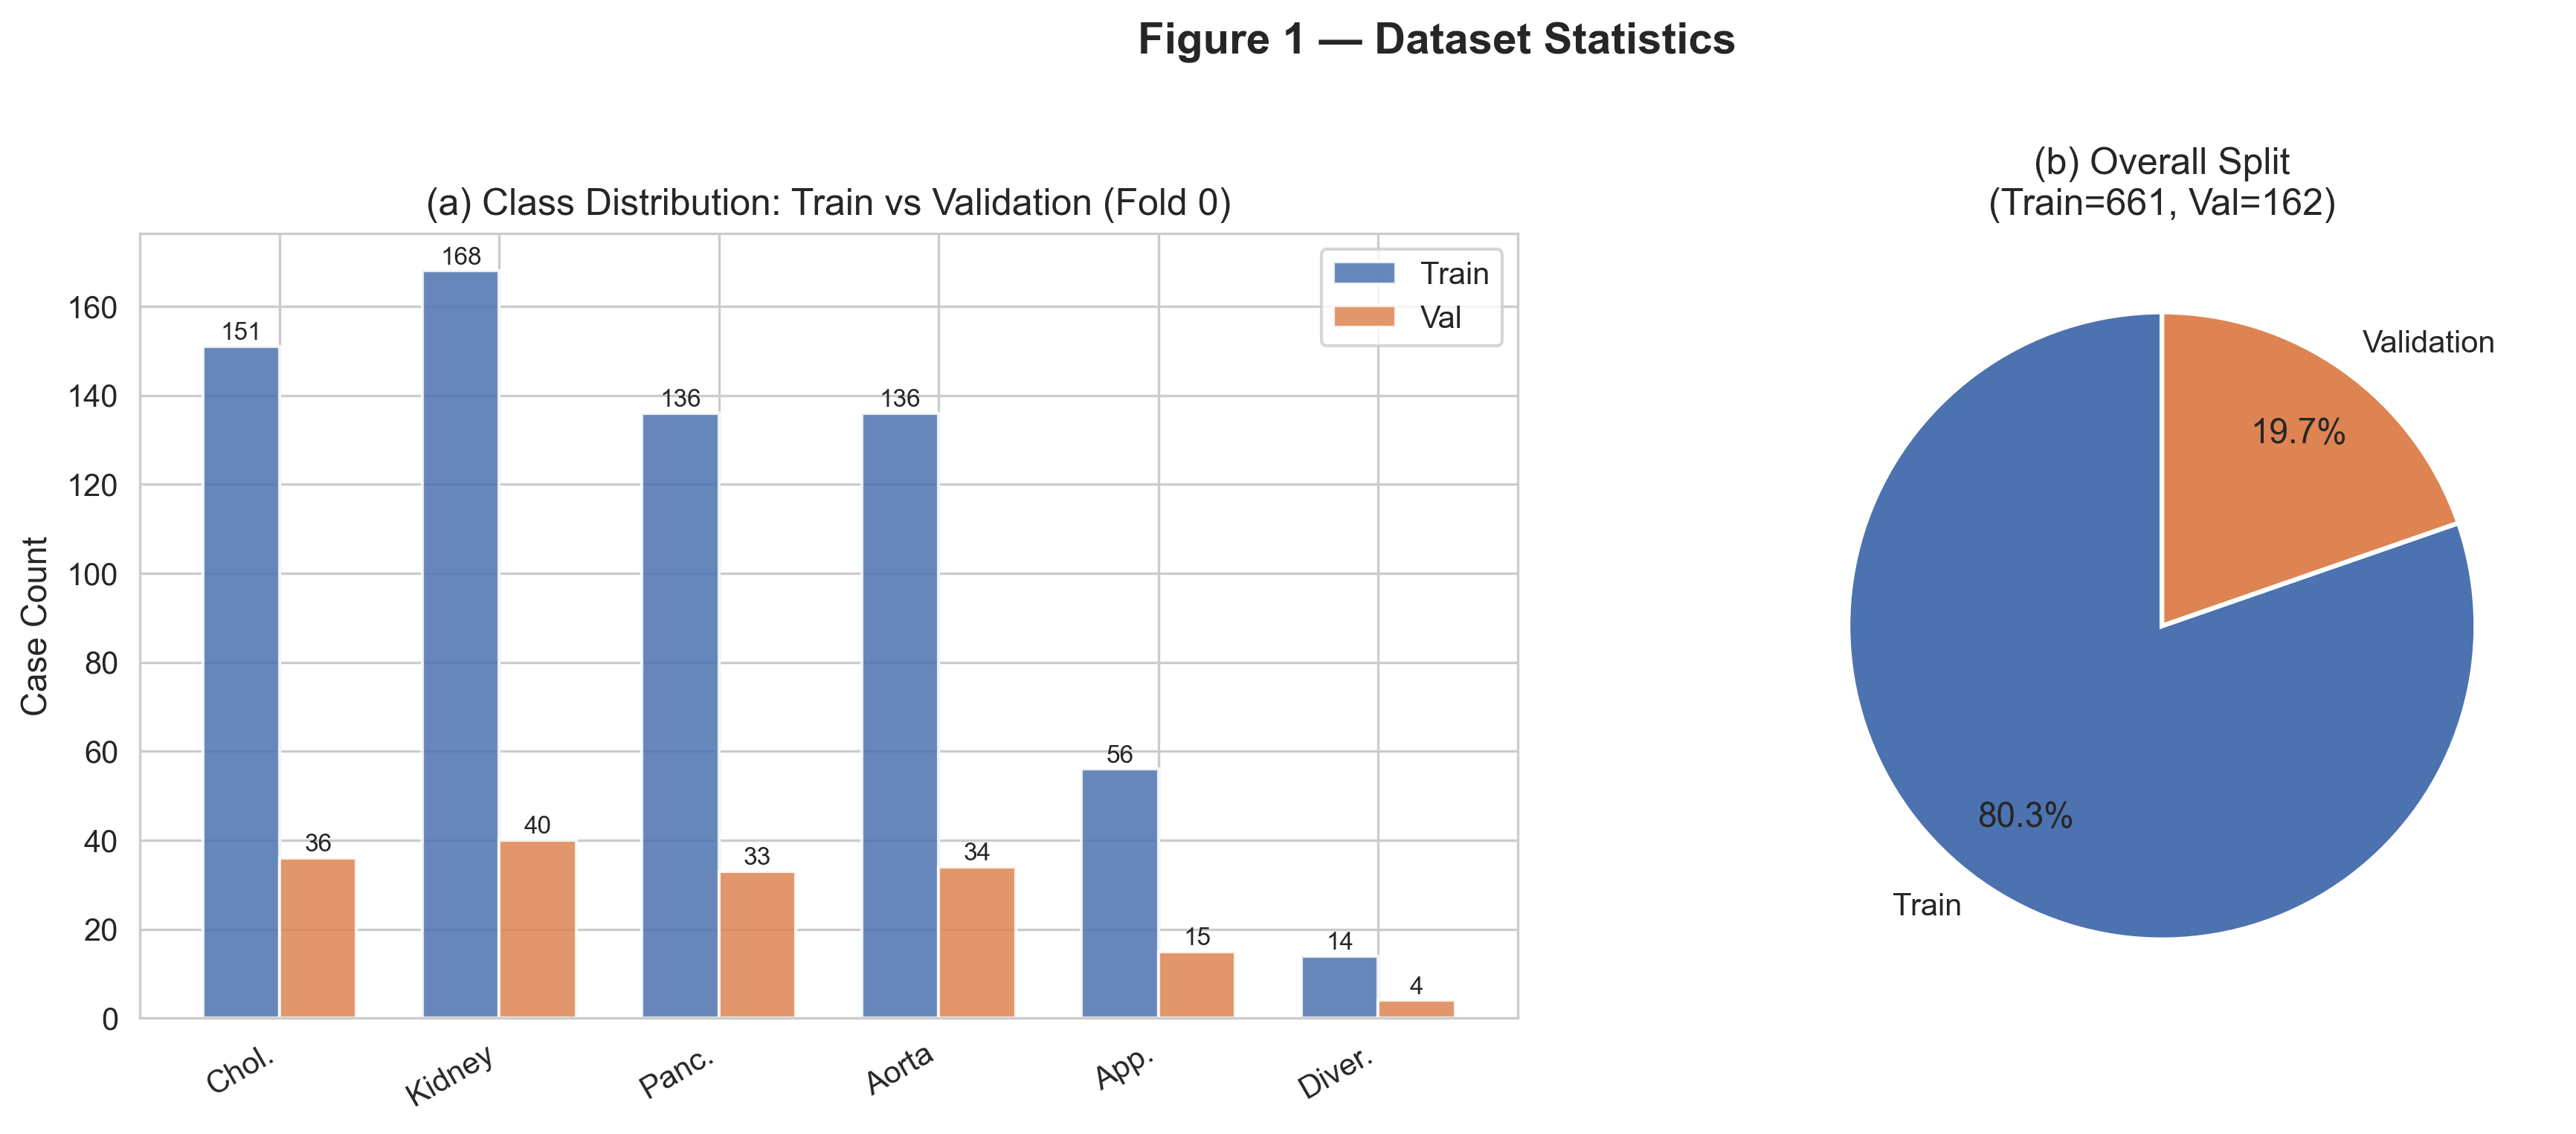 Figure 1 — Dataset Statistics
(a) Class Distribution: Train vs Validation (Fold 0)
Case Count
160
140
120
100
80
60
40
20
0
151
36
168
40
136
33
136
34
56
15
14
4
Chol.
Kidney
Panc.
Aorta
App.
Diver.
Train
Val
(b) Overall Split
(Train=661, Val=162)
Validation
19.7%
80.3%
Train